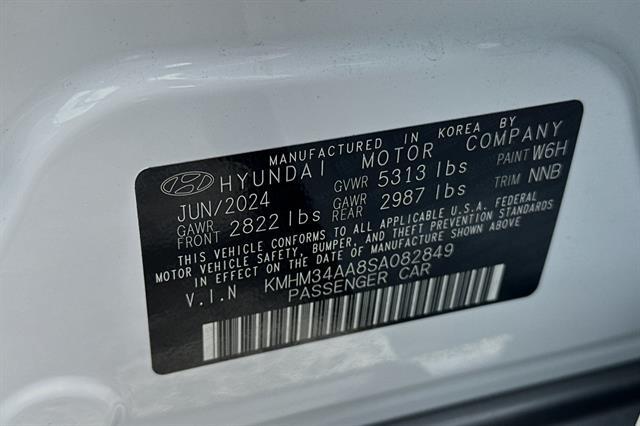 MANUFACTURED IN KOREA BY
HYUNDAI MOTOR COMPANY
JUN/2024 GVWR 5313 lbs PAINT W6H
GAWR FRONT 2822 lbs GAWR REAR 2987 lbs TRIM NNB
THIS VEHICLE CONFORMS TO ALL APPLICABLE U.S.A. FEDERAL
MOTOR VEHICLE SAFETY, BUMPER, AND THEFT PREVENTION STANDARDS
IN EFFECT ON THE DATE OF MANUFACTURE SHOWN ABOVE.
V.I.N KMHM34AA8SA082849
PASSENGER CAR